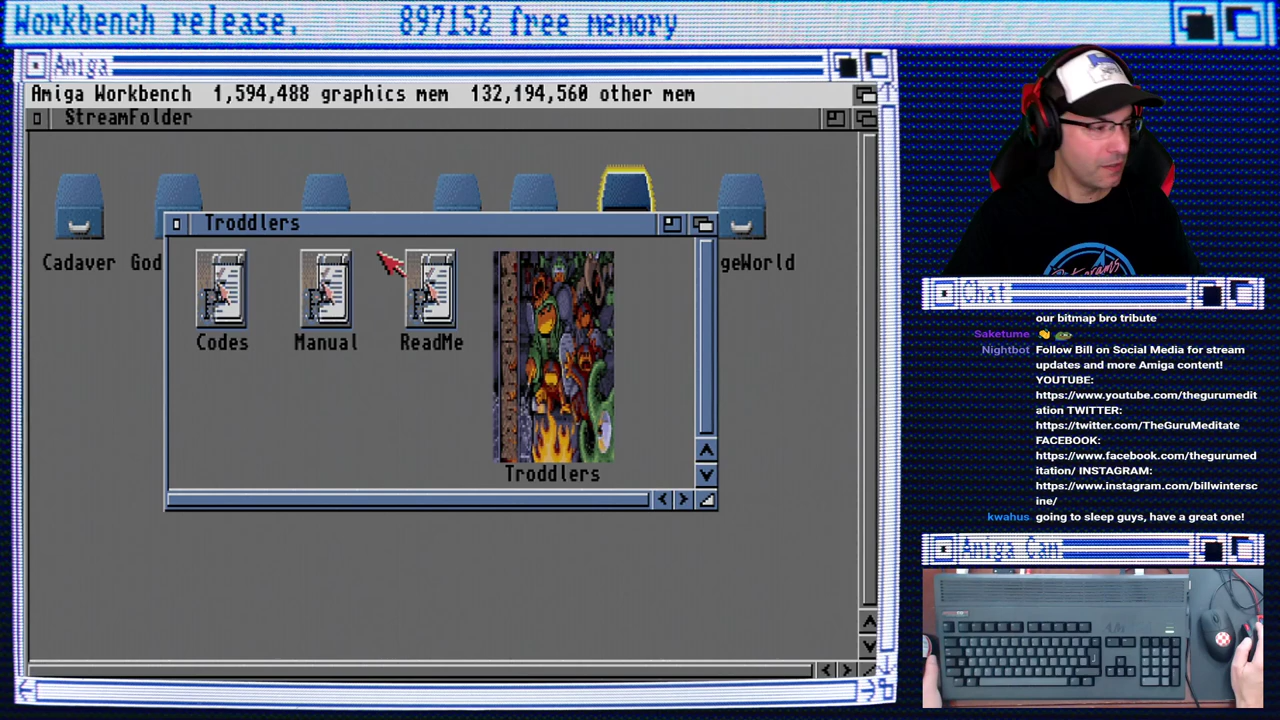 Workbench release. 897152 free memory
Amiga
Amiga Workbench 1,594,488 graphics mem 132,194,560 other mem
StreamFolder
Troddlers
Cadaver
God
geWorld
Codes
Manual
ReadMe
Troddlers
Chat
our bitmap bro tribute
Saketume
Nightbot Follow Bill on Social Media for stream
updates and more Amiga content!
YOUTUBE:
https://www.youtube.com/thegurumedit
ation TWITTER:
https://twitter.com/TheGuruMeditate
FACEBOOK:
https://www.facebook.com/thegurumed
itation/ INSTAGRAM:
https://www.instagram.com/billwintersc
ine/
kwahus going to sleep guys, have a great one!
Amiga Cam